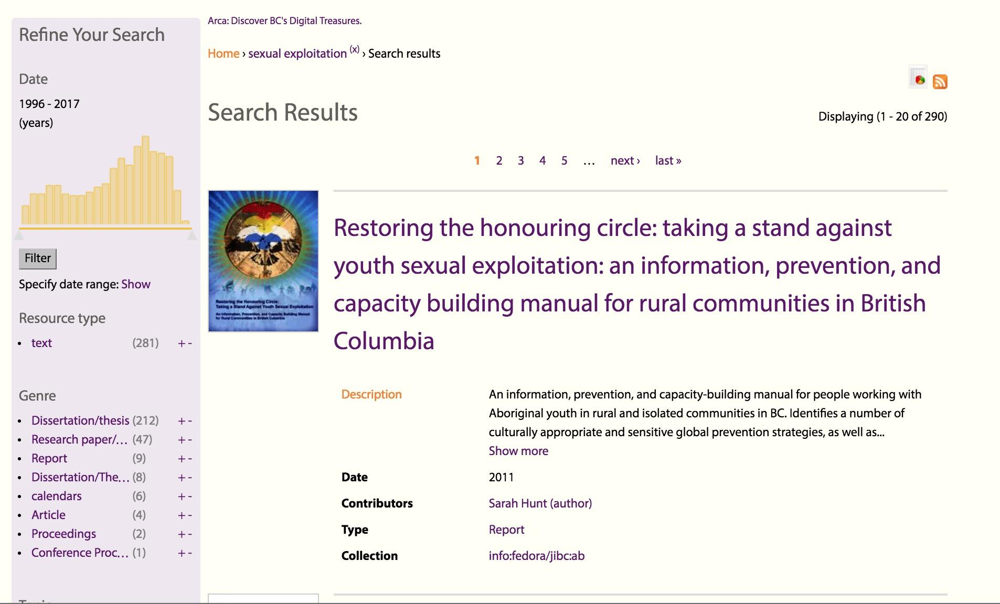 Refine Your Search
Date
1996 - 2017
(years)
Filter
Specify date range: Show
Resource type
• text (281) + -
Genre
• Dissertation/thesis (212) + -
• Research paper/… (47) + -
• Report (9) + -
• Dissertation/The… (8) + -
• calendars (6) + -
• Article (4) + -
• Proceedings (2) + -
• Conference Proc… (1) + -
Arca: Discover BC's Digital Treasures.
Home › sexual exploitation (x) › Search results
Search Results
Displaying (1 - 20 of 290)
1 2 3 4 5 … next › last »
Restoring the Honouring Circle:
Taking a Stand Against Youth Sexual Exploitation
An Information, Prevention, and Capacity Building Manual
for Rural Communities in British Columbia
Restoring the honouring circle: taking a stand against
youth sexual exploitation: an information, prevention, and
capacity building manual for rural communities in British
Columbia
Description An information, prevention, and capacity-building manual for people working with
Aboriginal youth in rural and isolated communities in BC. Identifies a number of
culturally appropriate and sensitive global prevention strategies, as well as...
Show more
Date 2011
Contributors Sarah Hunt (author)
Type Report
Collection info:fedora/jibc:ab